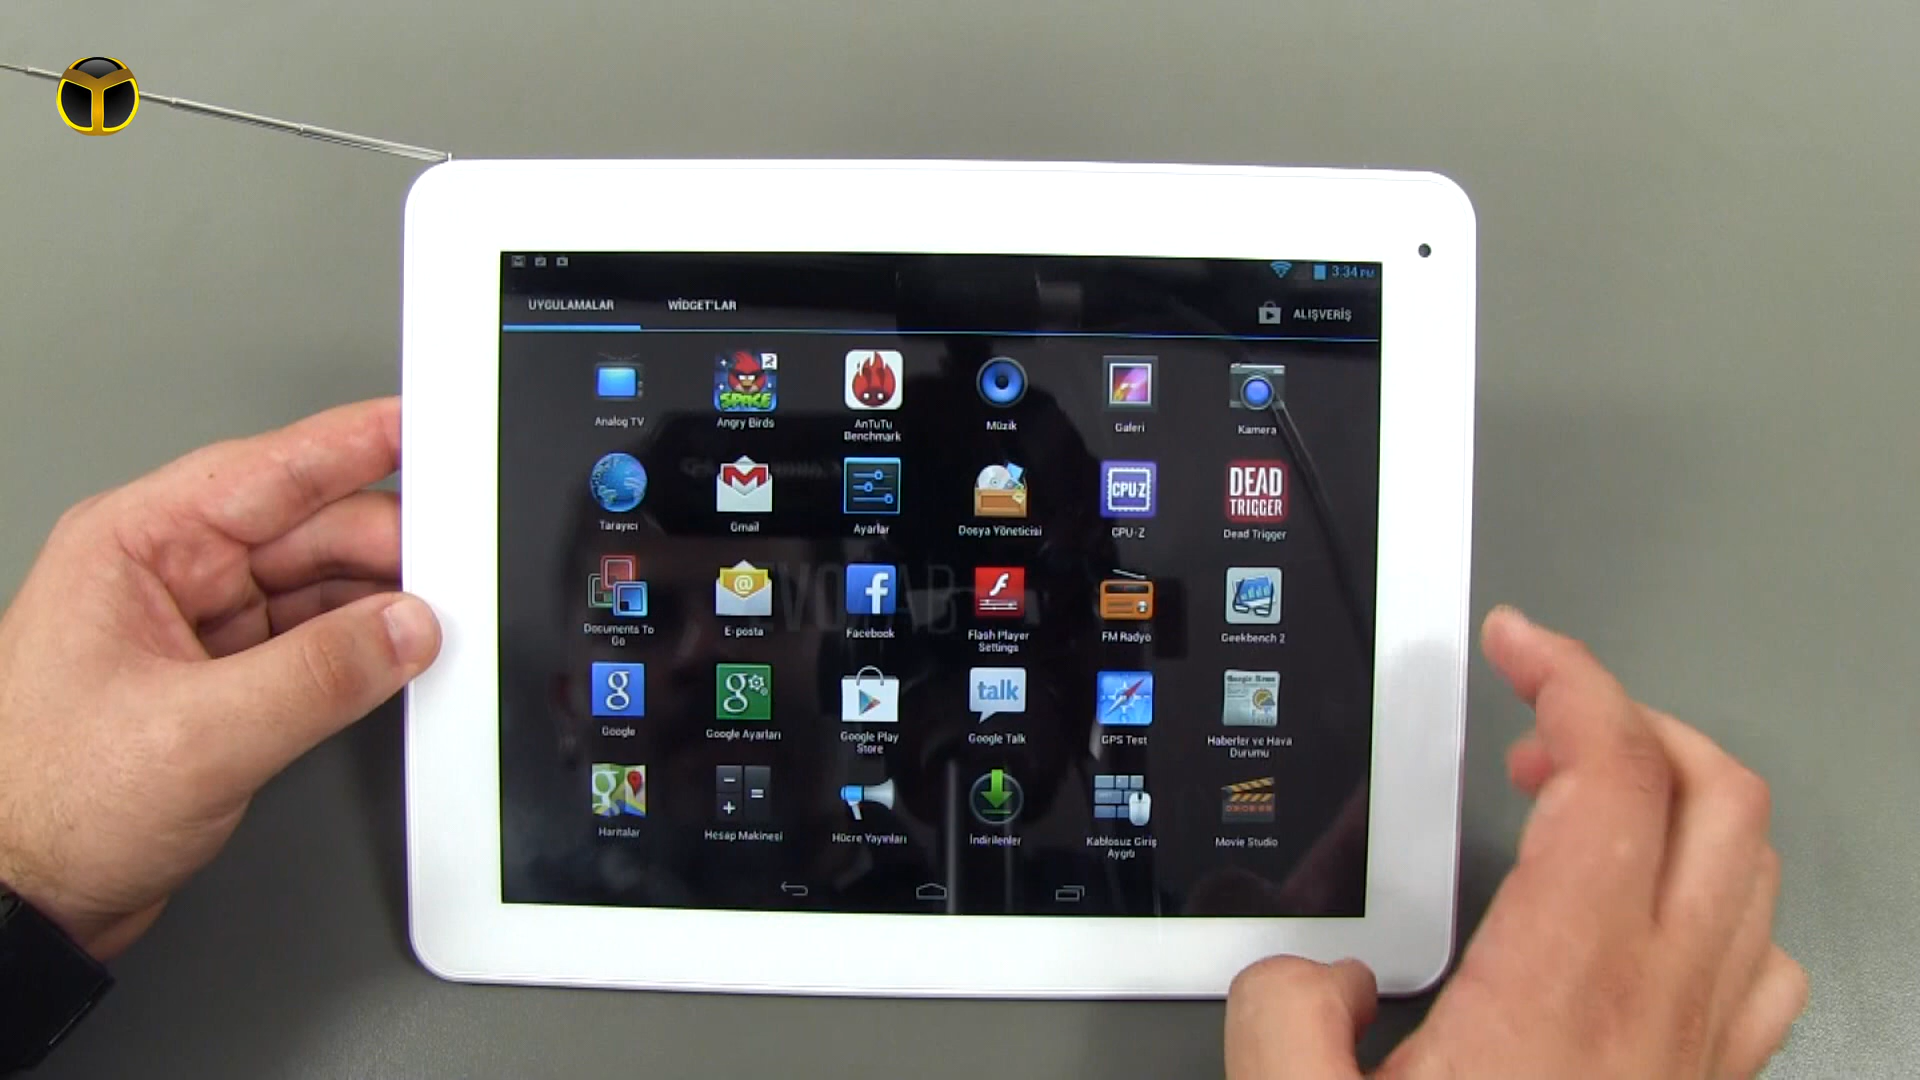 3:34 PM
UYGULAMALAR
WİDGET'LAR
ALIŞVERİŞ
SPACE
Analog TV
Angry Birds
AnTuTu
Benchmark
Müzik
Galeri
Kamera
CPU-Z
DEAD
TRIGGER
Tarayıcı
Gmail
Ayarlar
Dosya Yöneticisi
CPU-Z
Dead Trigger
Documents To
Go
E-posta
Facebook
Flash Player
Settings
FM Radyo
Geekbench 2
talk
Google
Google Ayarları
Google Play
Store
Google Talk
GPS Test
Haberler ve Hava
Durumu
Haritalar
Hesap Makinesi
Hücre Yayınları
İndirilenler
Kablosuz Giriş
Aygıtı
Movie Studio